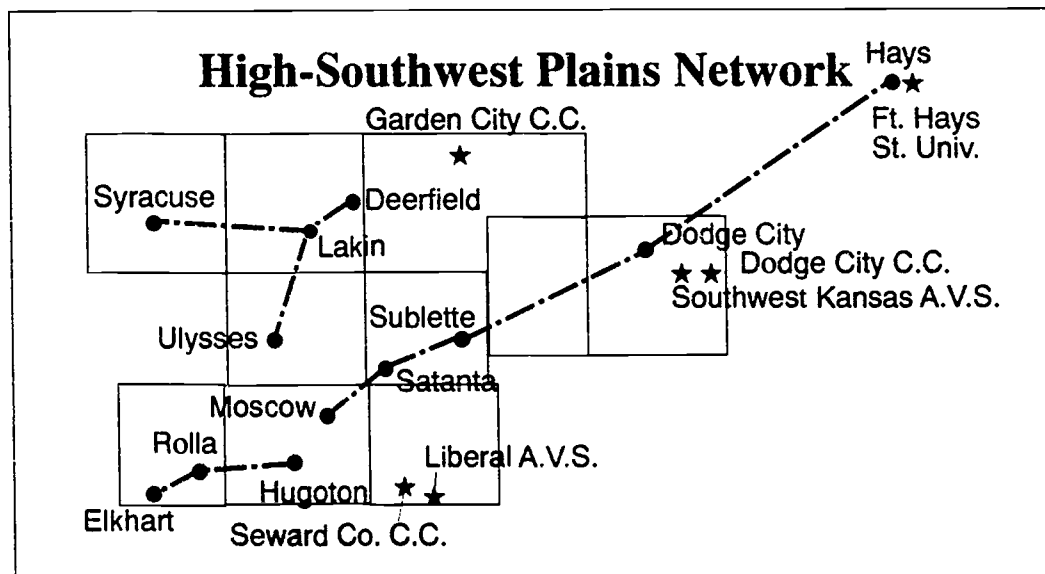 High-Southwest Plains Network
Hays
Ft. Hays
St. Univ.
Garden City C.C.
Syracuse
Deerfield
Lakin
Dodge City
Dodge City C.C.
Southwest Kansas A.V.S.
Sublette
Ulysses
Satanta
Moscow
Rolla
Liberal A.V.S.
Hugoton
Elkhart
Seward Co. C.C.